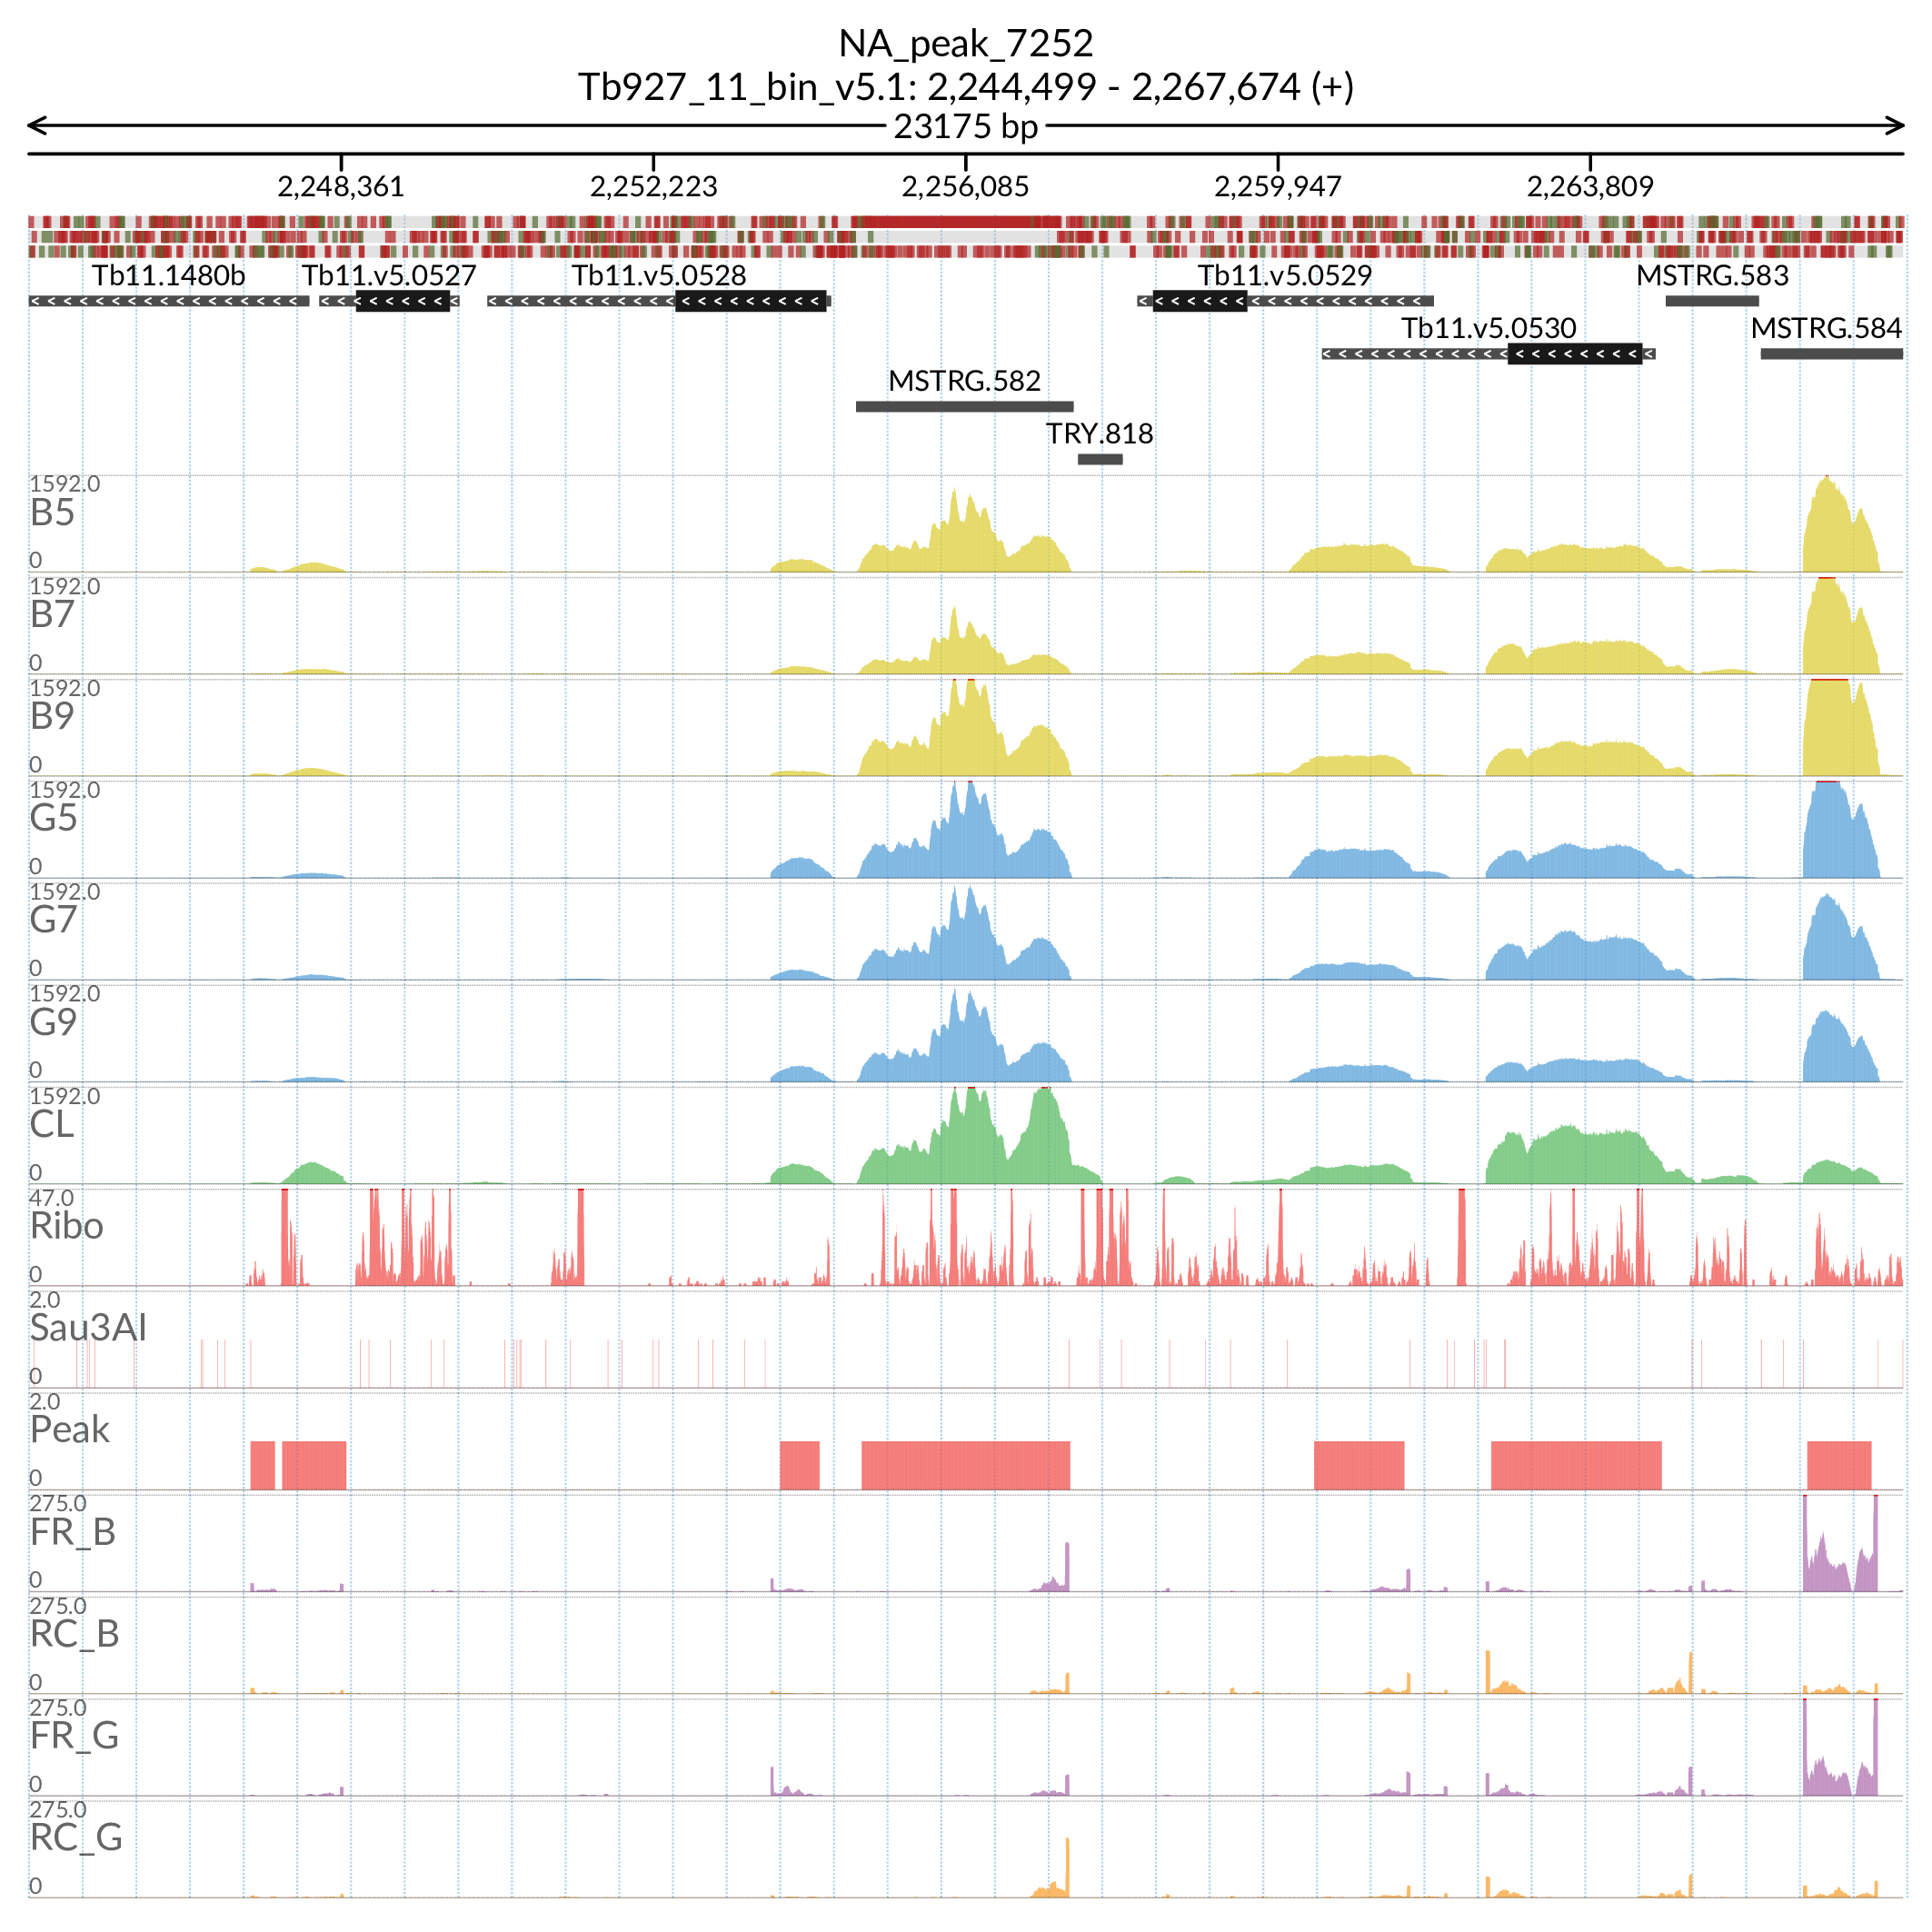 NA_peak_7252
Tb927_11_bin_v5.1: 2,244,499 - 2,267,674 (+)
23175 bp
2,248,361 2,252,223 2,256,085 2,259,947 2,263,809
Tb11.1480b Tb11.v5.0527 Tb11.v5.0528 Tb11.v5.0529 MSTRG.583
Tb11.v5.0530 MSTRG.584
MSTRG.582
TRY.818
1592.0
B5
0
1592.0
B7
0
1592.0
B9
0
1592.0
G5
0
1592.0
G7
0
1592.0
G9
0
1592.0
CL
0
47.0
Ribo
0
2.0
Sau3AI
0
2.0
Peak
0
275.0
FR_B
0
275.0
RC_B
0
275.0
FR_G
0
275.0
RC_G
0